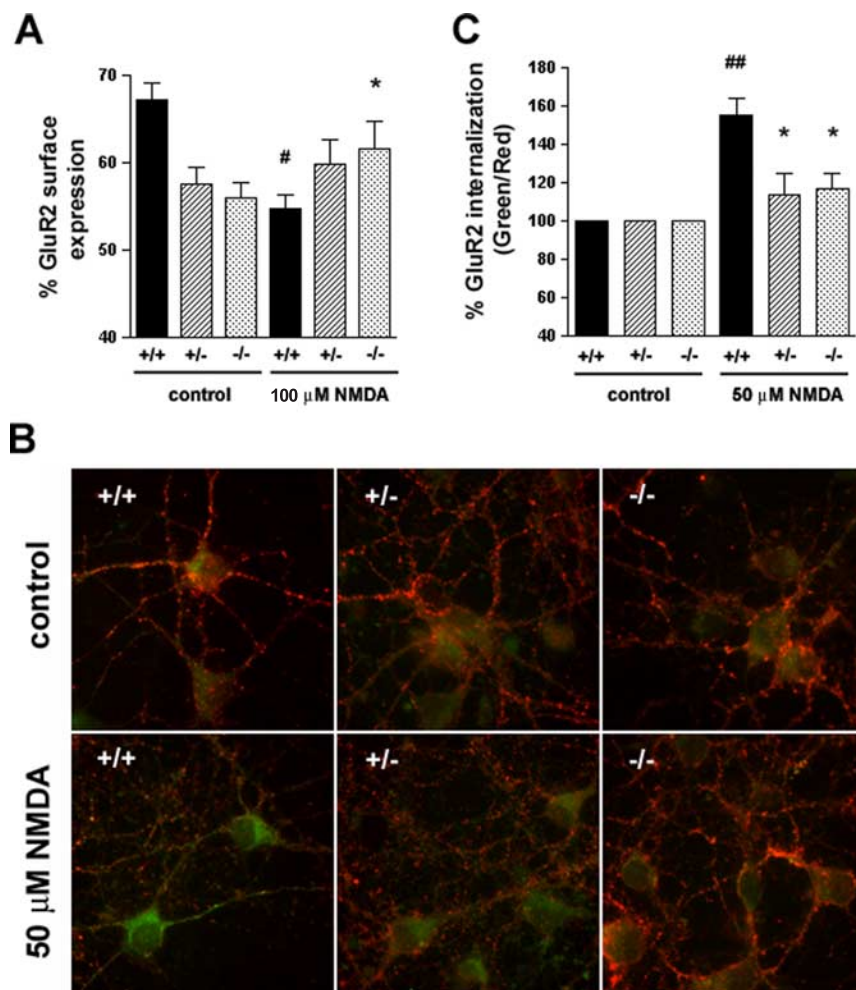 A
% GluR2 surface
expression
70
60
50
40
#
*
+/+ +/- -/- +/+ +/- -/-
control 100 μM NMDA
C
% GluR2 internalization
(Green/Red)
180
160
140
120
100
80
60
40
##
* *
+/+ +/- -/- +/+ +/- -/-
control 50 μM NMDA
B
control
+/+ +/- -/-
50 μM NMDA
+/+ +/- -/-